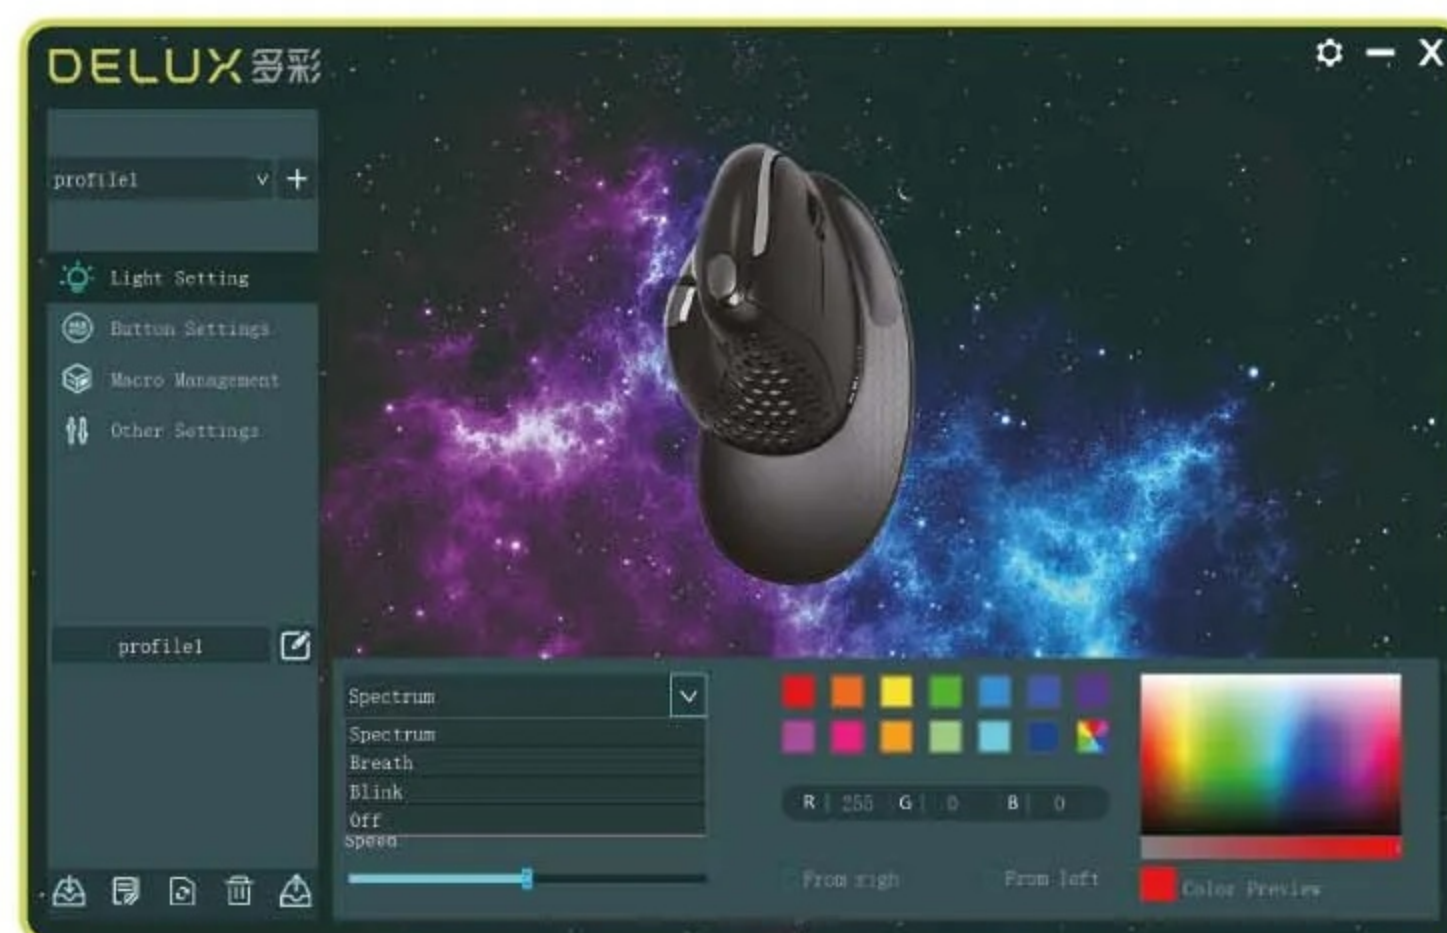 DELUX多彩
X
profile1
Light Setting
Button Settings
Macro Management
Other Settings
profile1
Spectrum
Spectrum
Breath
Blink
Off
Speed
R 255 G 0 B 0
From righ
From left
Color Preview